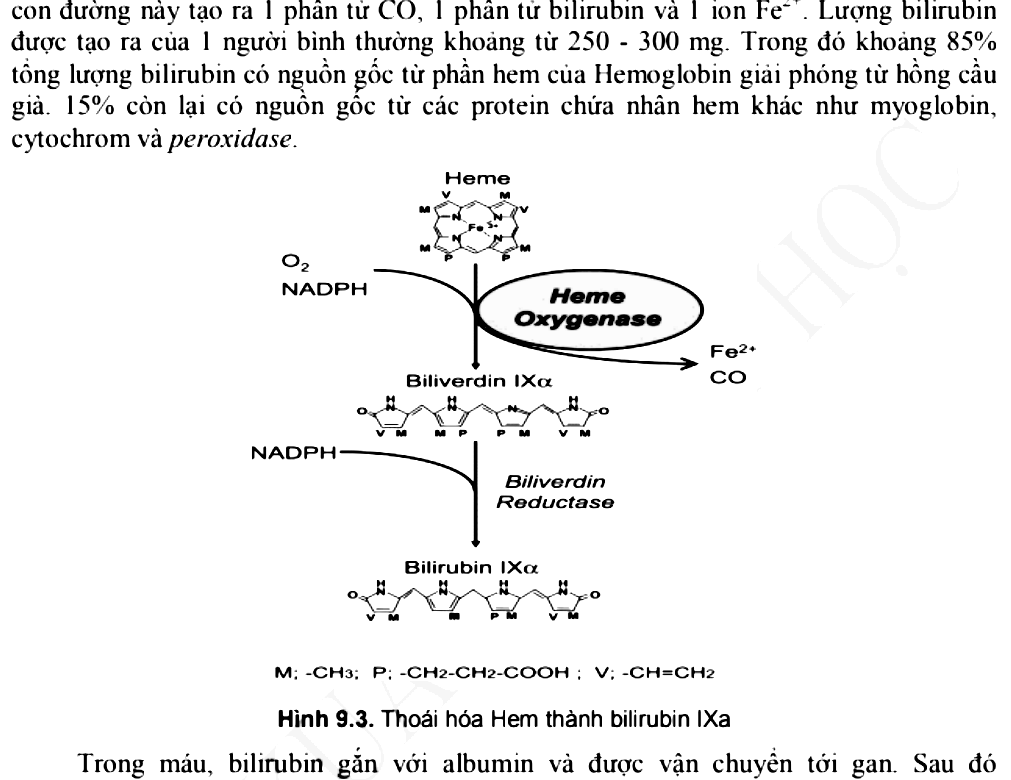 con đường này tạo ra 1 phân tử CO, 1 phân tử bilirubin và 1 ion Fe²⁺. Lượng bilirubin
được tạo ra của 1 người bình thường khoảng từ 250 - 300 mg. Trong đó khoảng 85%
tổng lượng bilirubin có nguồn gốc từ phần hem của Hemoglobin giải phóng từ hồng cầu
già. 15% còn lại có nguồn gốc từ các protein chứa nhân hem khác như myoglobin,
cytochrom và peroxidase.
Heme
V M
M N N V
Fe 3+
M N N M
P P
O₂
NADPH
Heme
Oxygenase
Fe²⁺
CO
Biliverdin IXα
H H H
O N N N N O
V M M P P M V M
NADPH
Biliverdin
Reductase
Bilirubin IXα
H H H H
O N N N N O
V M M P M V M
M; -CH3; P; -CH2-CH2-COOH ; V; -CH=CH2
Hình 9.3. Thoái hóa Hem thành bilirubin IXa
Trong máu, bilirubin gắn với albumin và được vận chuyển tới gan. Sau đó
HỌC